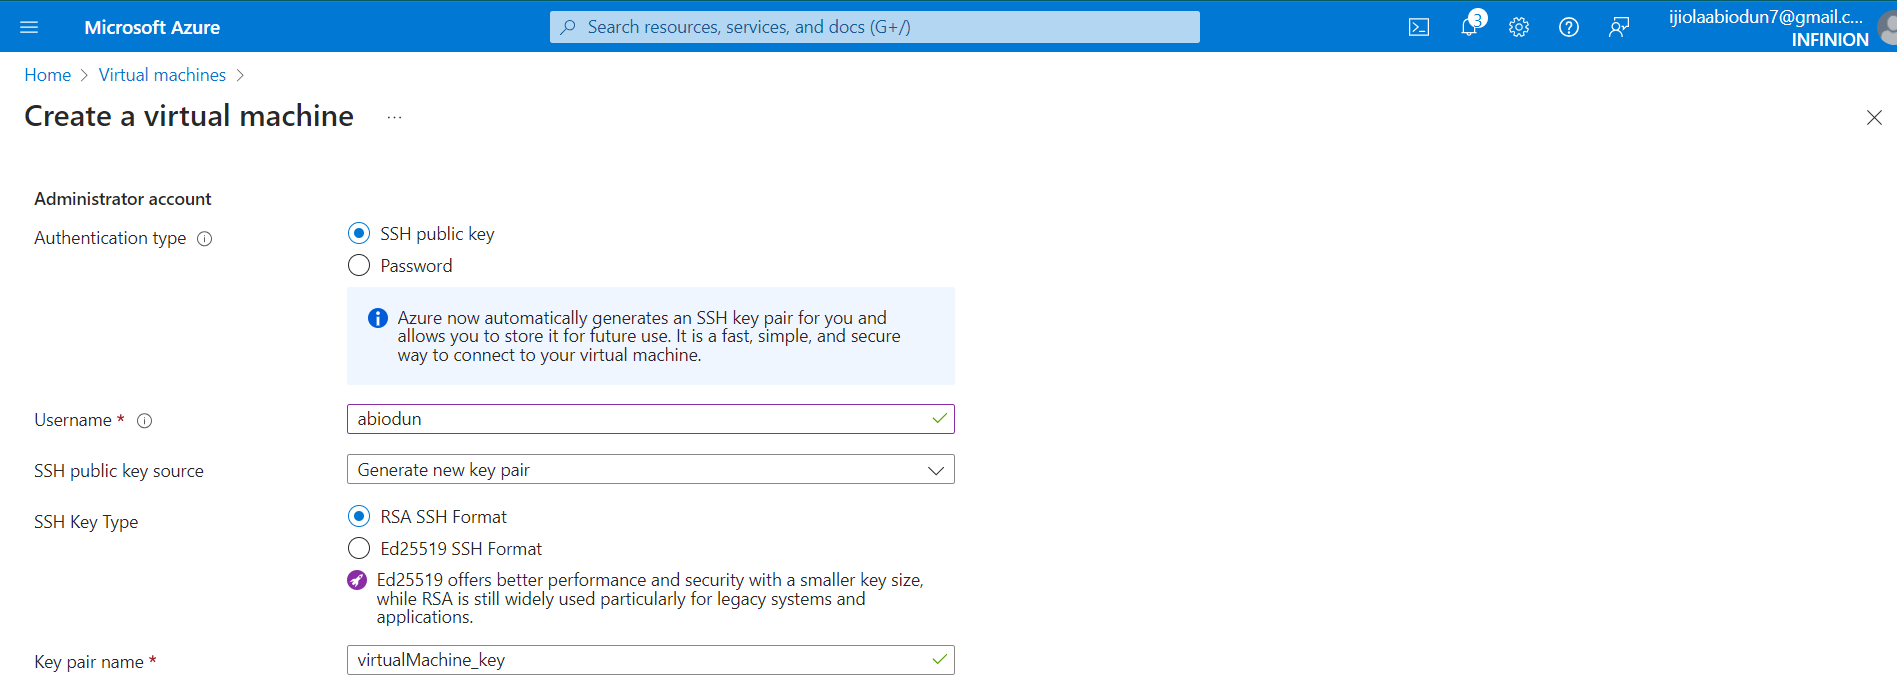 Microsoft Azure
Search resources, services, and docs (G+/)
3
ijiolaabiodun7@gmail.c...
INFINION
Home > Virtual machines >
Create a virtual machine ...
Administrator account
Authentication type
SSH public key
Password
Azure now automatically generates an SSH key pair for you and
allows you to store it for future use. It is a fast, simple, and secure
way to connect to your virtual machine.
Username *
abiodun
SSH public key source
Generate new key pair
SSH Key Type
RSA SSH Format
Ed25519 SSH Format
Ed25519 offers better performance and security with a smaller key size,
while RSA is still widely used particularly for legacy systems and
applications.
Key pair name *
virtualMachine_key